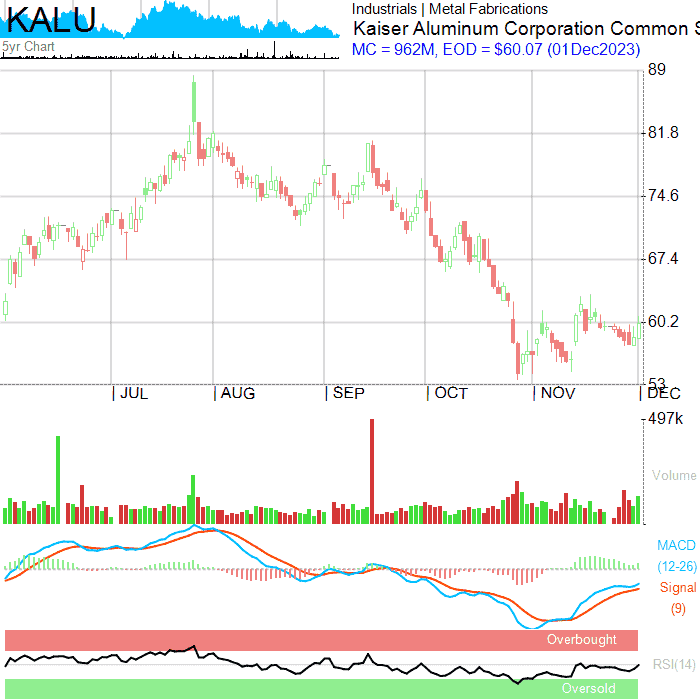 KALU
5yr Chart
Industrials | Metal Fabrications
Kaiser Aluminum Corporation Common S
MC = 962M, EOD = $60.07 (01Dec2023)
89
81.8
74.6
67.4
60.2
53
JUL AUG SEP OCT NOV DEC
497k
Volume
MACD
(12-26)
Signal
(9)
Overbought
RSI(14)
Oversold